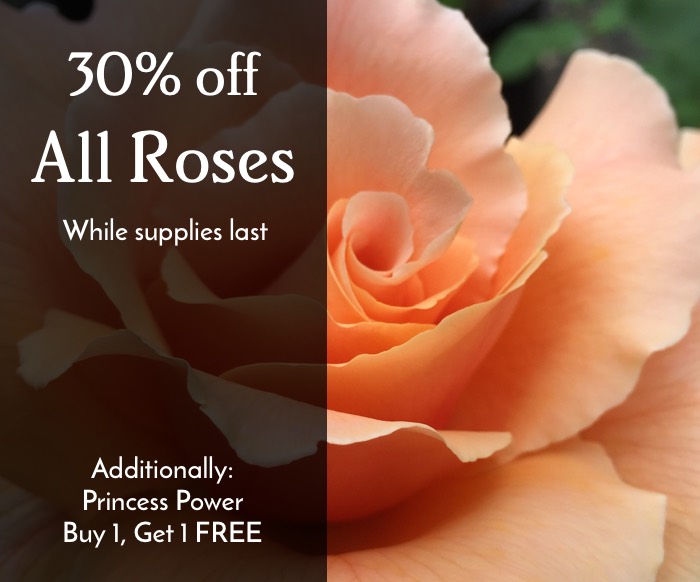 30% off
All Roses
While supplies last
Additionally:
Princess Power
Buy 1, Get 1 FREE